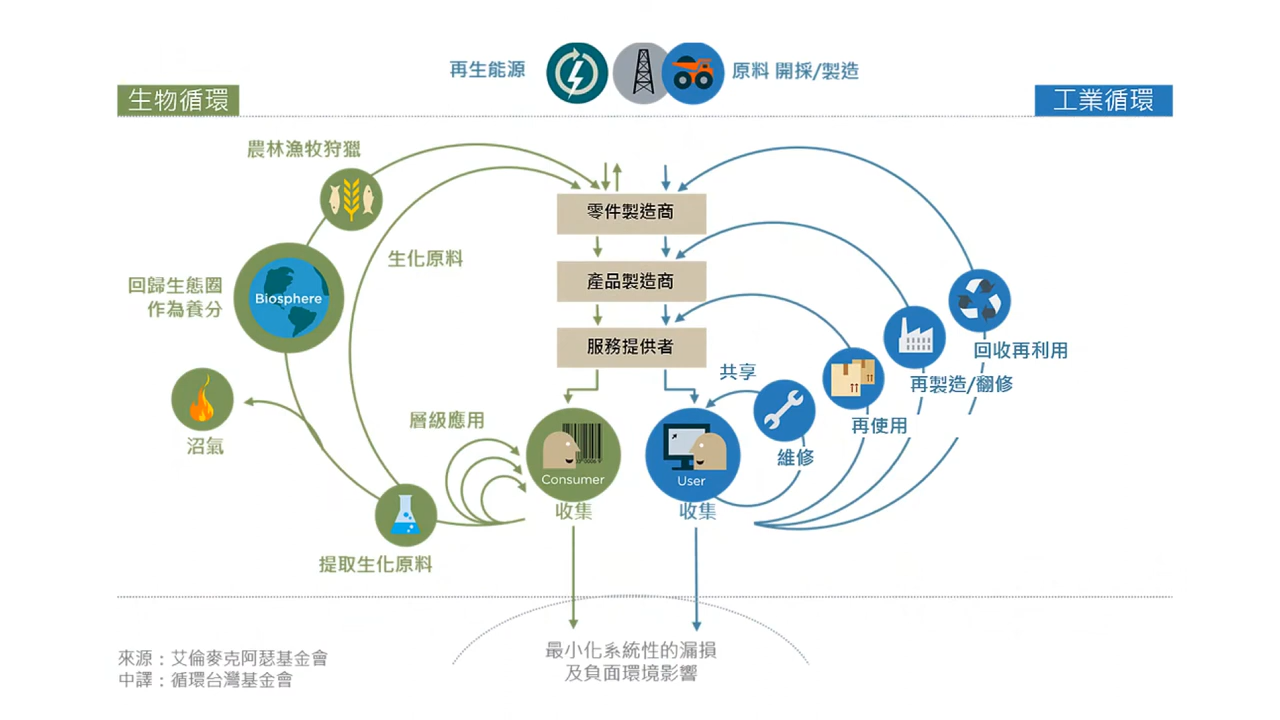 再生能源
原料 開採/製造
生物循環
工業循環
農林漁牧狩獵
零件製造商
生化原料
產品製造商
回歸生態圈
作為養分
Biosphere
服務提供者
回收再利用
共享
再製造/翻修
層級應用
再使用
沼氣
維修
Consumer
User
收集
收集
提取生化原料
最小化系統性的漏損
及負面環境影響
來源：艾倫麥克阿瑟基金會
中譯：循環台灣基金會